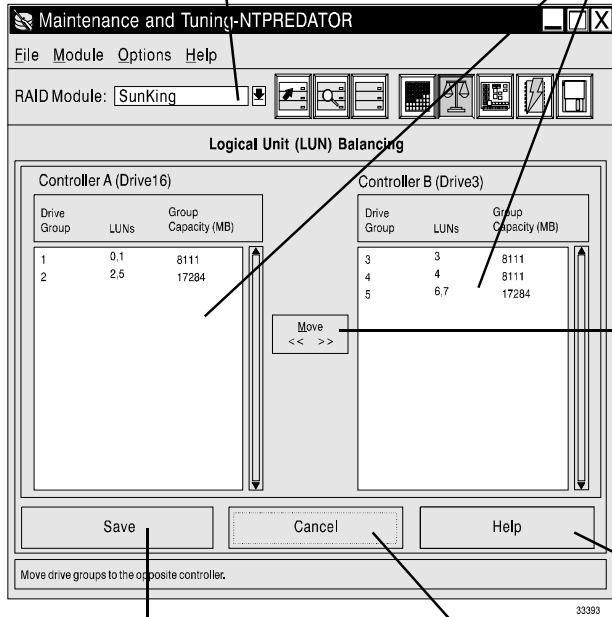 Maintenance and Tuning-NTPREDATOR
File Module Options Help
RAID Module: SunKing
Logical Unit (LUN) Balancing
Controller A (Drive16)
Drive Group LUNs Group Capacity (MB)
1 0,1 8111
2 2,5 17284
Controller B (Drive3)
Drive Group LUNs Group Capacity (MB)
3 3 8111
4 4 8111
5 6,7 17284
Move
<< >>
Save Cancel Help
Move drive groups to the opposite controller.
33393